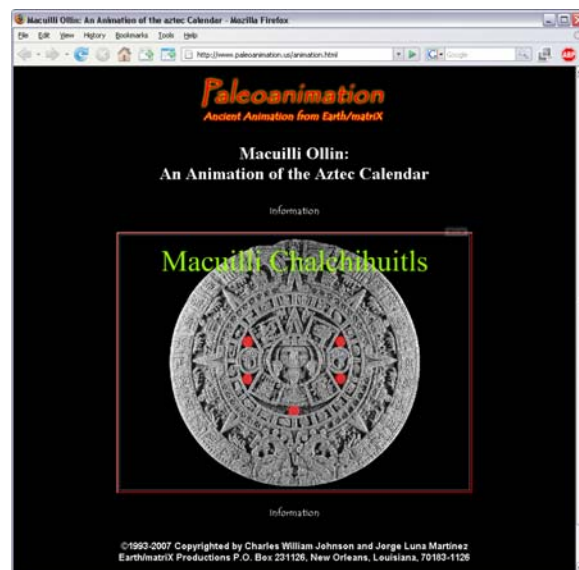 Macuilli Ollin: An Animation of the aztec Calendar - Mozilla Firefox
File Edit View History Bookmarks Tools Help
http://www.paleoanimation.us/animation.html
Google
ABP
Paleoanimation
Ancient Animation from Earth/matriX
Macuilli Ollin:
An Animation of the Aztec Calendar
Information
Macuilli Chalchihuitls
Information
©1993-2007 Copyrighted by Charles William Johnson and Jorge Luna Martínez
Earth/matriX Productions P.O. Box 231126, New Orleans, Louisiana, 70183-1126